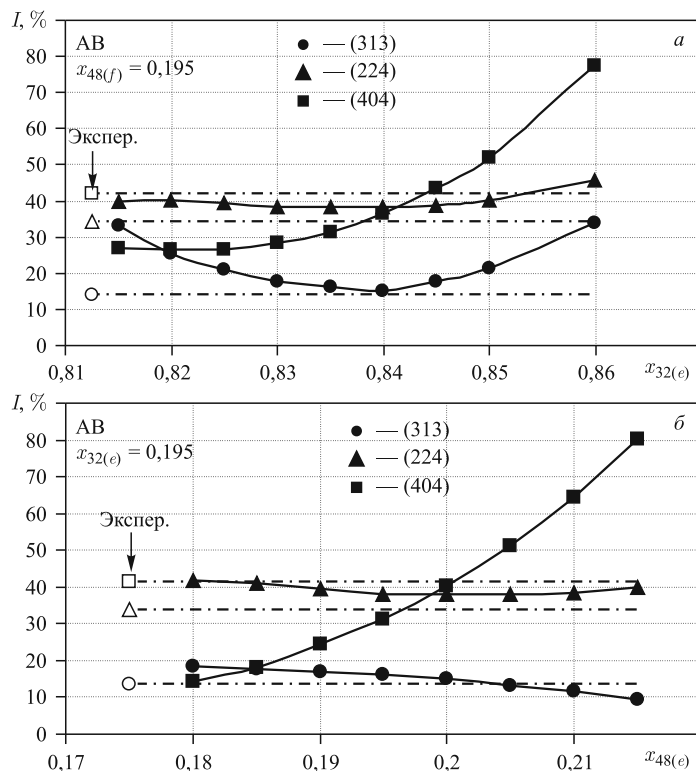 I, %
80
70
60
50
40
30
20
10
0
АВ
x48(f) = 0,195
— (313)
— (224)
— (404)
а
Экспер.
0,81
0,82
0,83
0,84
0,85
0,86
x32(e)
I, %
80
70
60
50
40
30
20
10
0
АВ
x32(e) = 0,195
— (313)
— (224)
— (404)
б
Экспер.
0,17
0,18
0,19
0,2
0,21
x48(e)